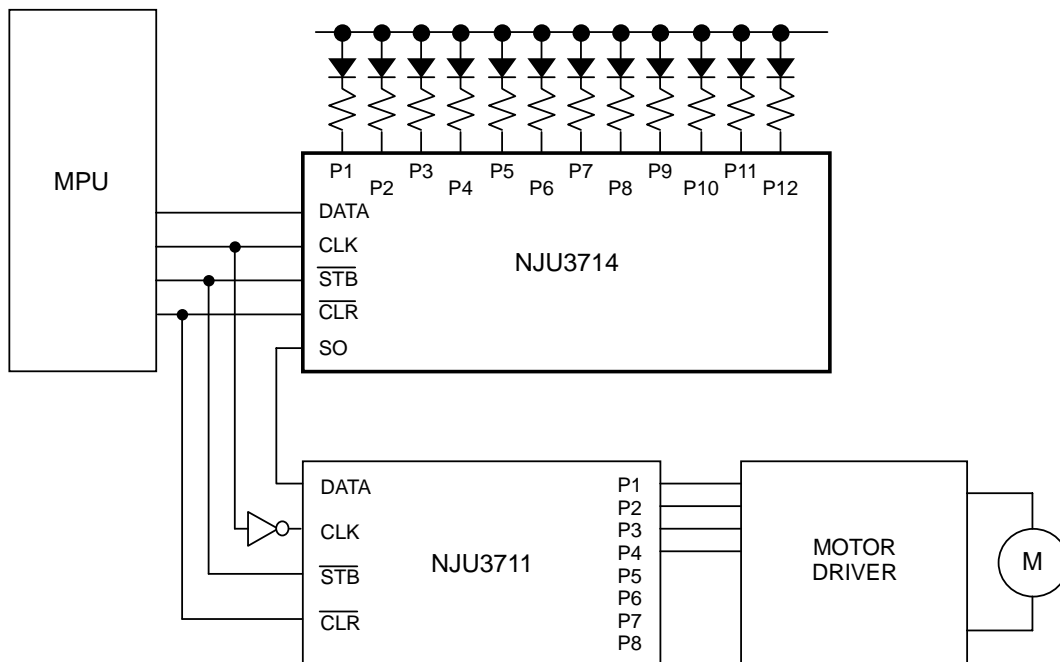 MPU
P1 P3 P5 P7 P9 P11
P2 P4 P6 P8 P10 P12
DATA
CLK
STB
CLR
SO
NJU3714
DATA
CLK
STB
CLR
NJU3711
P1
P2
P3
P4
P5
P6
P7
P8
MOTOR
DRIVER
M